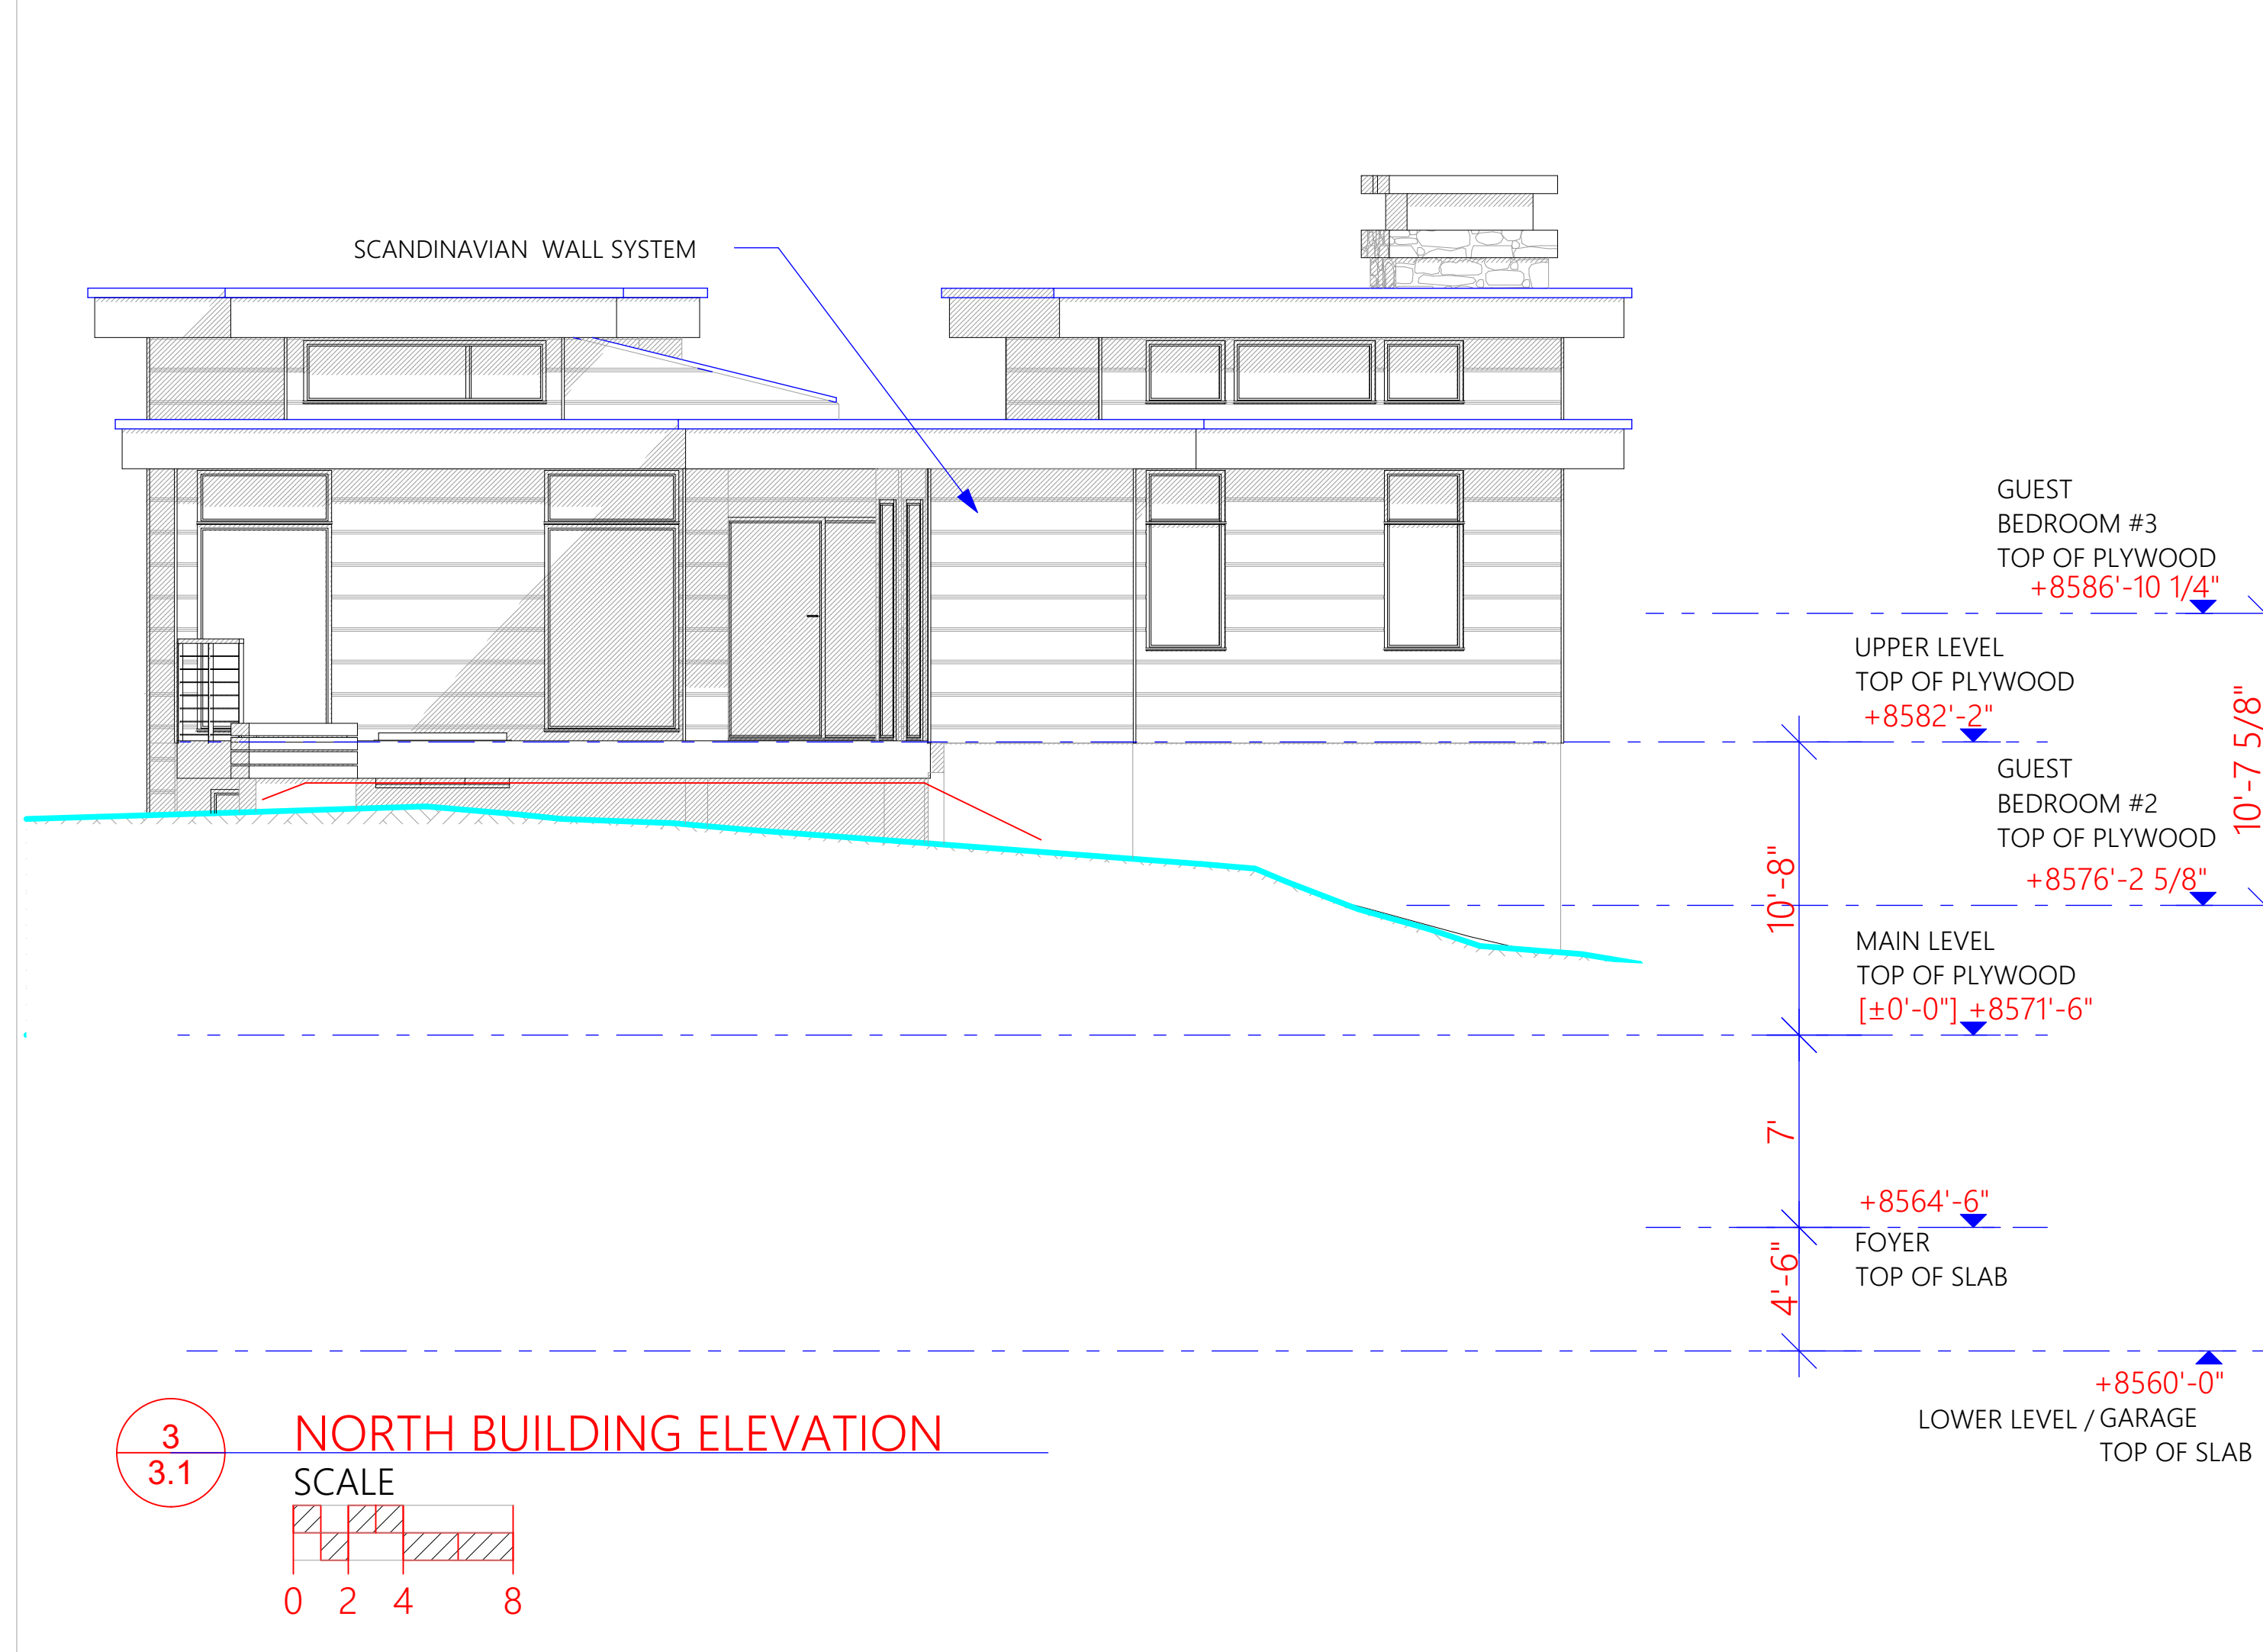 SCANDINAVIAN  WALL SYSTEM
GUEST
BEDROOM #3
TOP OF PLYWOOD
+8586'-10 1/4"
UPPER LEVEL
TOP OF PLYWOOD
+8582'-2"
10'-7 5/8"
GUEST
BEDROOM #2
TOP OF PLYWOOD
+8576'-2 5/8"
10'-8"
MAIN LEVEL
TOP OF PLYWOOD
[±0'-0"] +8571'-6"
7'
+8564'-6"
FOYER
TOP OF SLAB
4'-6"
+8560'-0"
LOWER LEVEL / GARAGE
TOP OF SLAB
3
3.1
NORTH BUILDING ELEVATION
SCALE
0 2 4 8